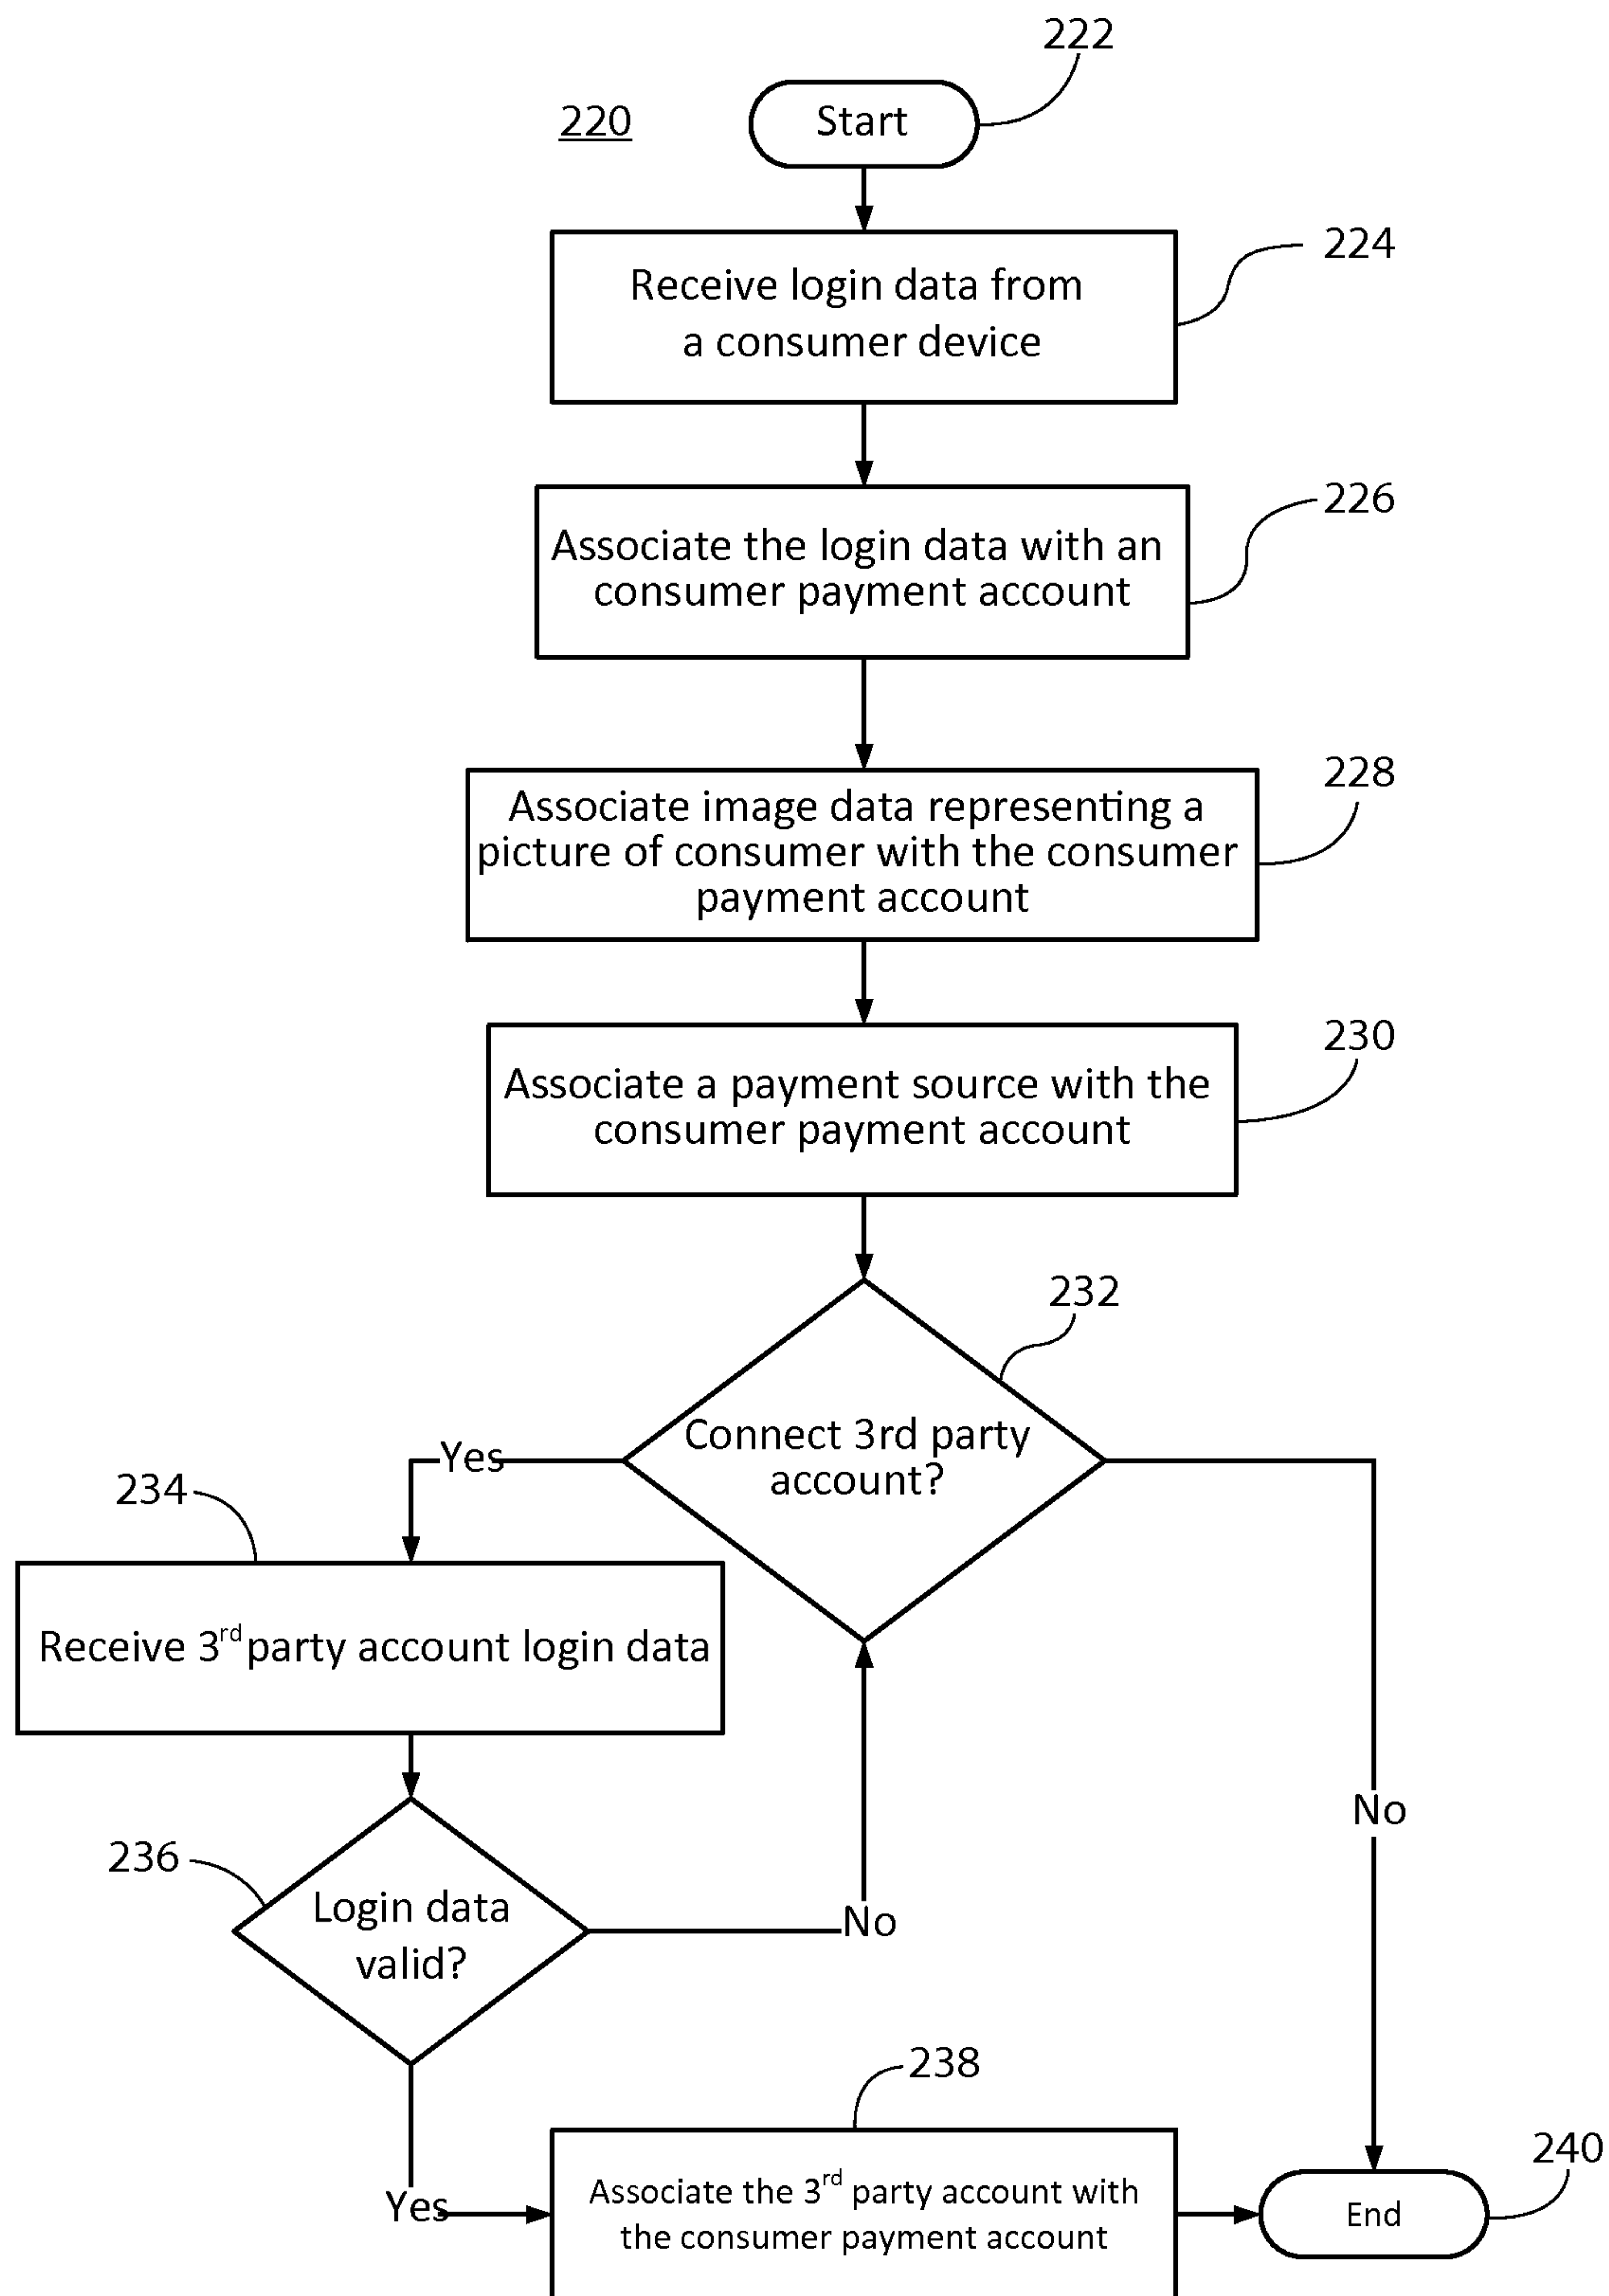 222
220
Start
224
Receive login data from
a consumer device
226
Associate the login data with an
consumer payment account
228
Associate image data representing a
picture of consumer with the consumer
payment account
230
Associate a payment source with the
consumer payment account
232
Connect 3rd party
account?
Yes
234
Receive 3rd party account login data
No
236
Login data
valid?
No
238
Yes
Associate the 3rd party account with
the consumer payment account
240
End